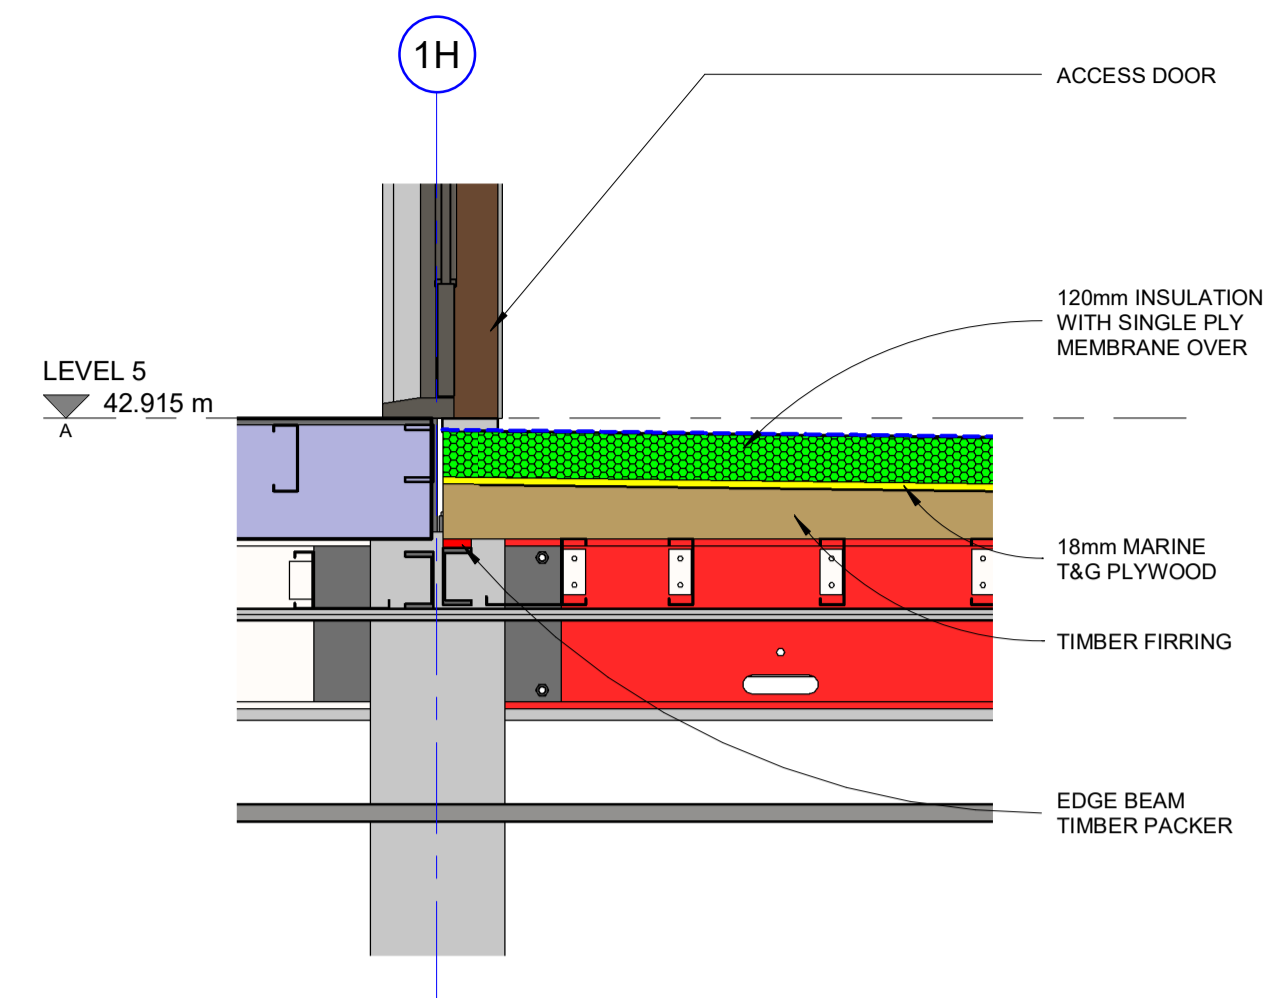 1H
ACCESS DOOR
120mm INSULATION
WITH SINGLE PLY
MEMBRANE OVER
LEVEL 5
42.915 m
A
18mm MARINE
T&G PLYWOOD
TIMBER FIRRING
EDGE BEAM
TIMBER PACKER